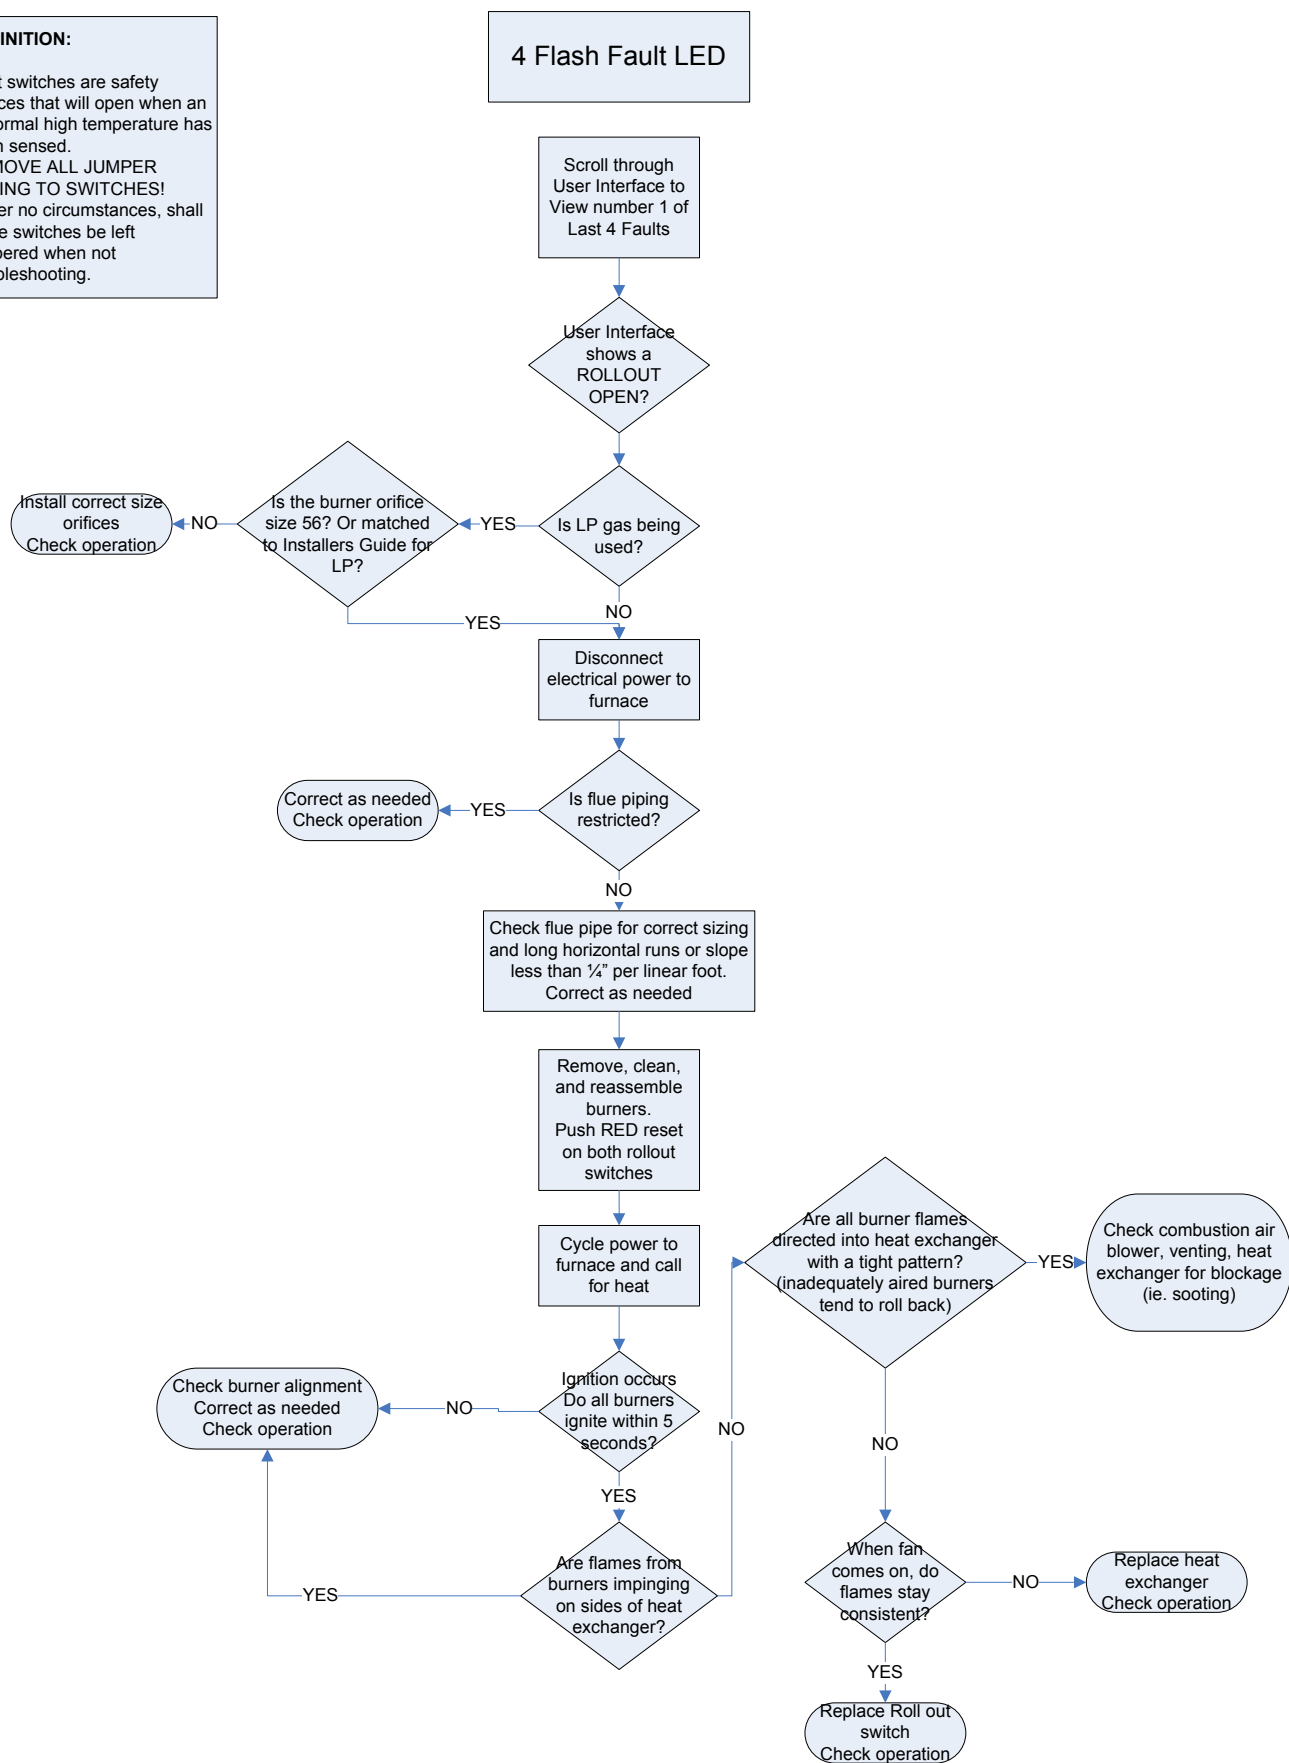 INITION:
t switches are safety
ces that will open when an
ormal high temperature has
n sensed.
MOVE ALL JUMPER
ING TO SWITCHES!
er no circumstances, shall
e switches be left
pered when not
bleshooting.
4 Flash Fault LED
Scroll through
User Interface to
View number 1 of
Last 4 Faults
User Interface
shows a
ROLLOUT
OPEN?
Is LP gas being
used?
YES
NO
Is the burner orifice
size 56? Or matched
to Installers Guide for
LP?
NO
YES
Install correct size
orifices
Check operation
Disconnect
electrical power to
furnace
Is flue piping
restricted?
YES
Correct as needed
Check operation
NO
Check flue pipe for correct sizing
and long horizontal runs or slope
less than ¼” per linear foot.
Correct as needed
Remove, clean,
and reassemble
burners.
Push RED reset
on both rollout
switches
Cycle power to
furnace and call
for heat
Ignition occurs
Do all burners
ignite within 5
seconds?
NO
Check burner alignment
Correct as needed
Check operation
YES
Are flames from
burners impinging
on sides of heat
exchanger?
YES
NO
Are all burner flames
directed into heat exchanger
with a tight pattern?
(inadequately aired burners
tend to roll back)
YES
Check combustion air
blower, venting, heat
exchanger for blockage
(ie. sooting)
NO
When fan
comes on, do
flames stay
consistent?
NO
Replace heat
exchanger
Check operation
YES
Replace Roll out
switch
Check operation